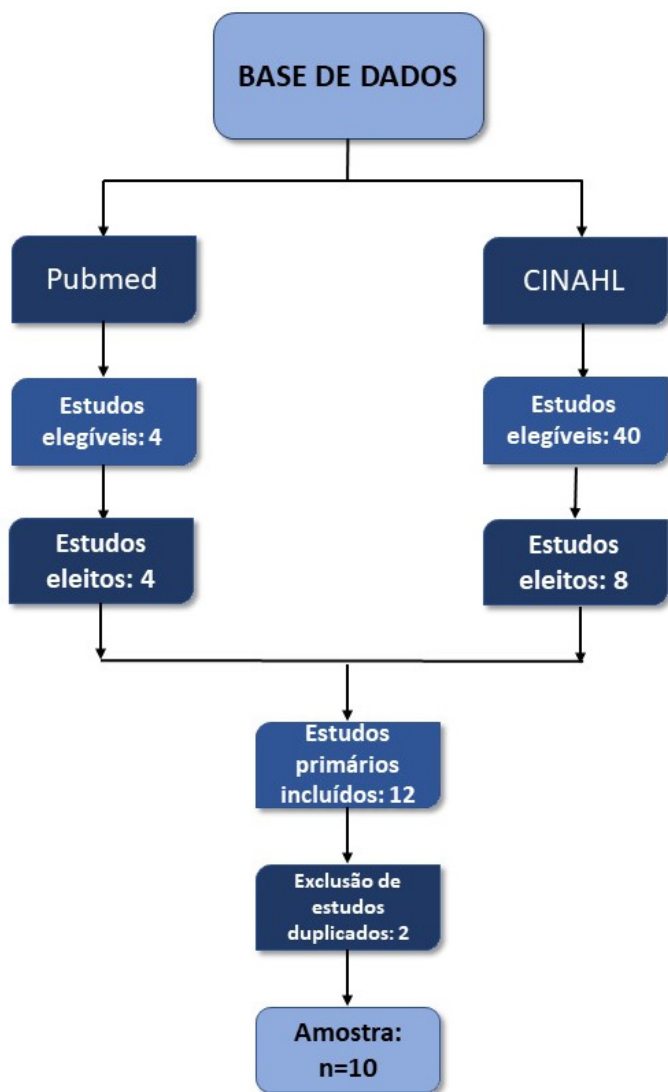 BASE DE DADOS
Pubmed
CINAHL
Estudos
elegíveis: 4
Estudos
elegíveis: 40
Estudos
eleitos: 4
Estudos
eleitos: 8
Estudos
primários
incluídos: 12
Exclusão de
estudos
duplicados: 2
Amostra:
n=10